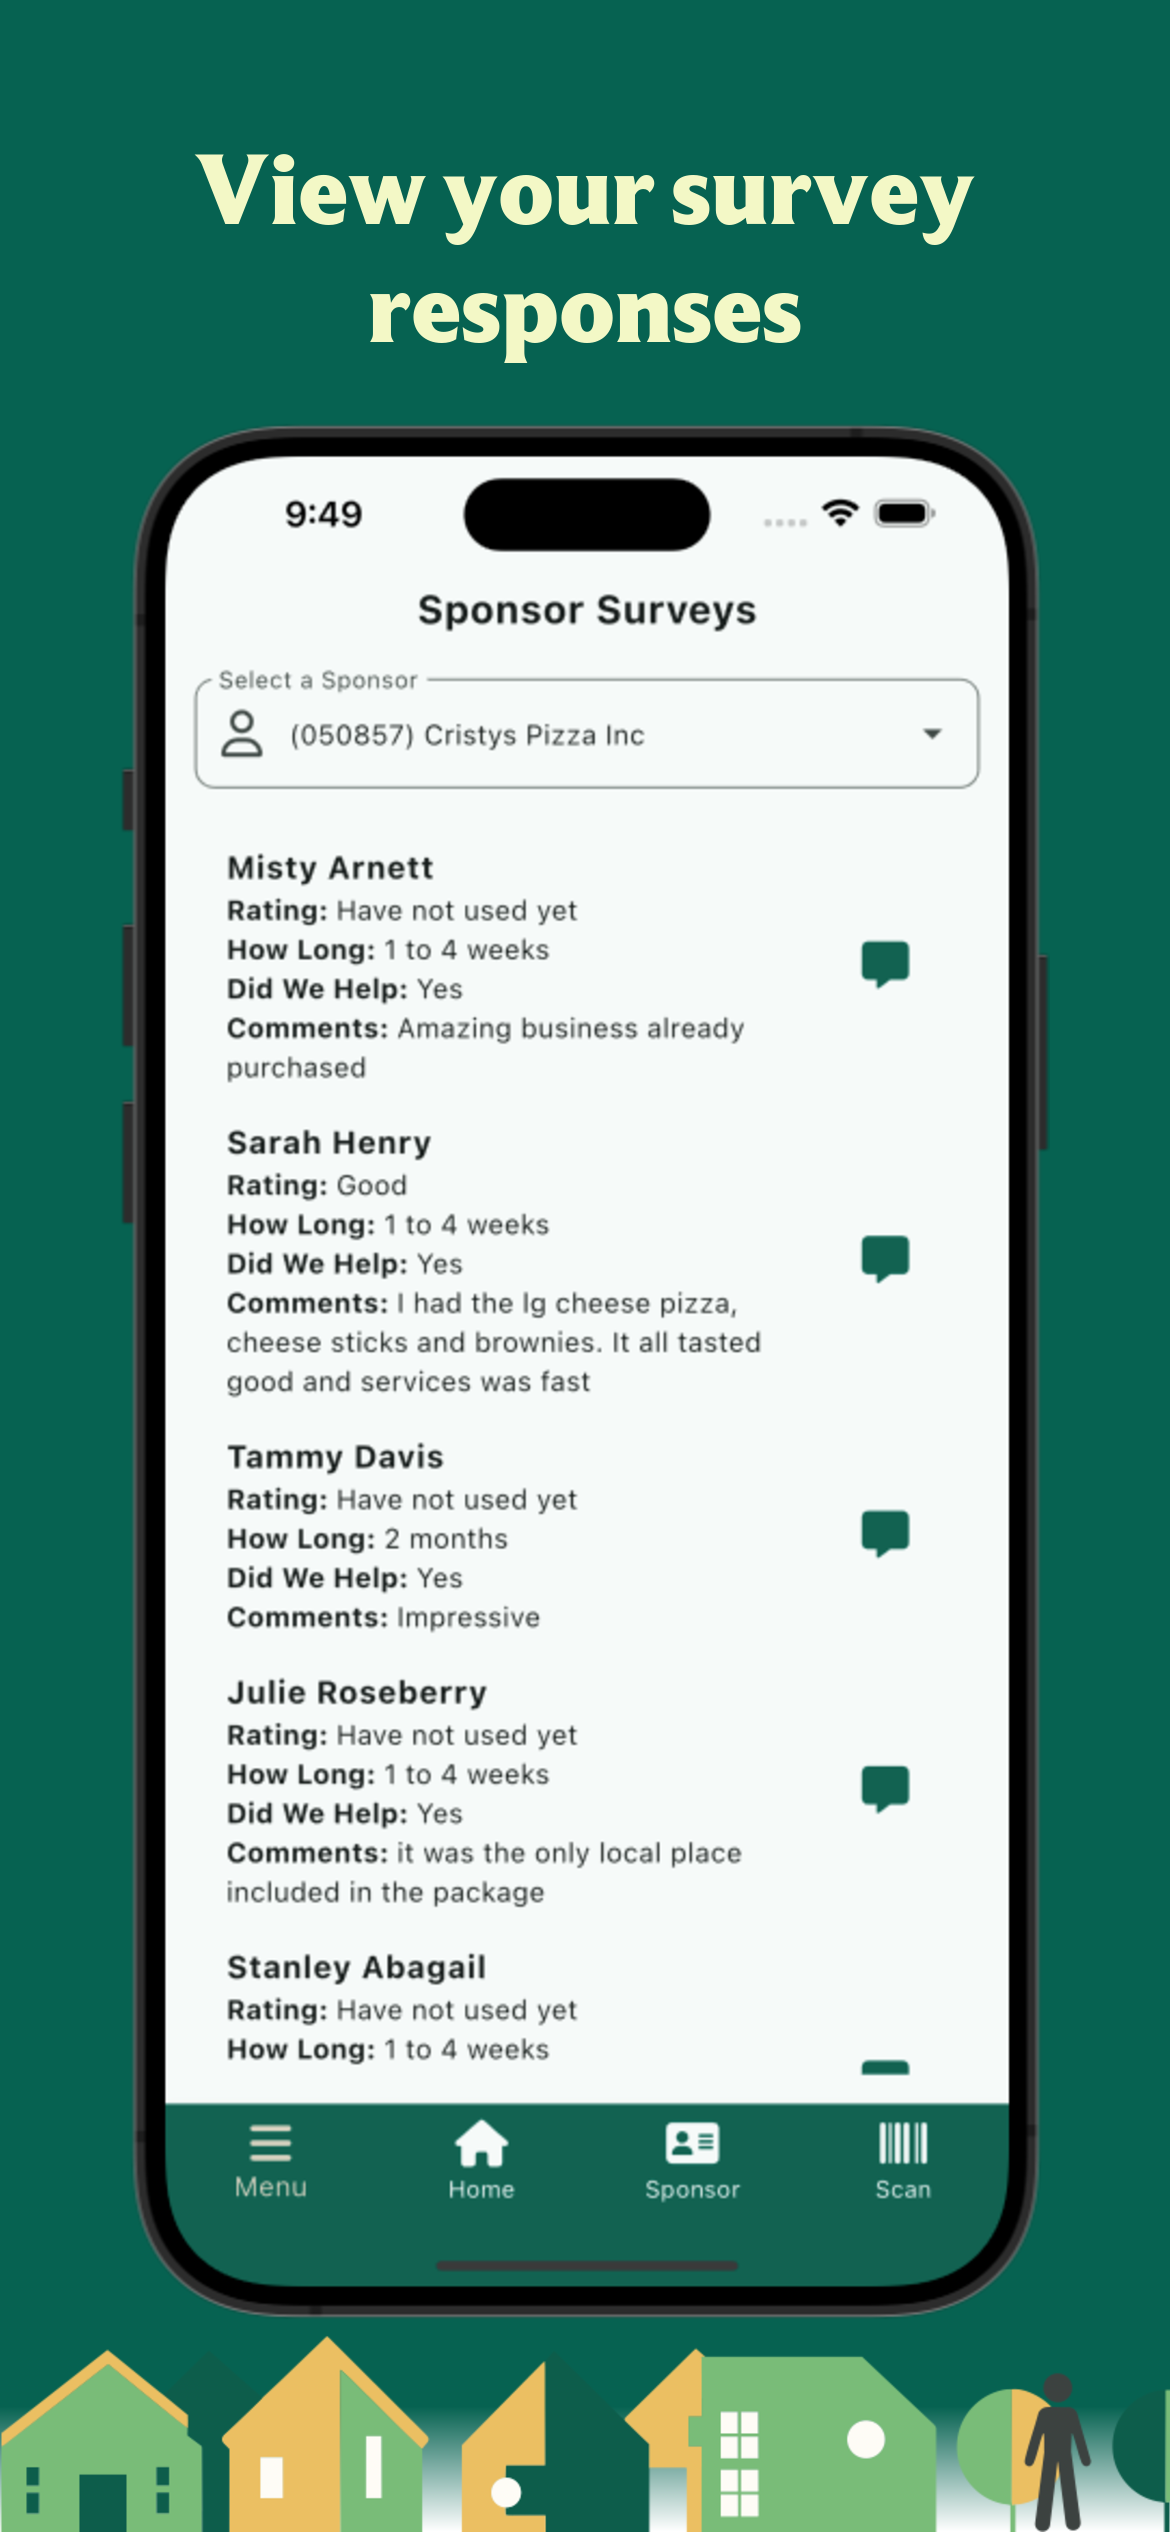 View your survey
responses
9:49
Sponsor Surveys
Select a Sponsor
(050857) Cristys Pizza Inc
Misty Arnett
Rating: Have not used yet
How Long: 1 to 4 weeks
Did We Help: Yes
Comments: Amazing business already
purchased
Sarah Henry
Rating: Good
How Long: 1 to 4 weeks
Did We Help: Yes
Comments: I had the lg cheese pizza,
cheese sticks and brownies. It all tasted
good and services was fast
Tammy Davis
Rating: Have not used yet
How Long: 2 months
Did We Help: Yes
Comments: Impressive
Julie Roseberry
Rating: Have not used yet
How Long: 1 to 4 weeks
Did We Help: Yes
Comments: it was the only local place
included in the package
Stanley Abagail
Rating: Have not used yet
How Long: 1 to 4 weeks
Menu Home Sponsor Scan